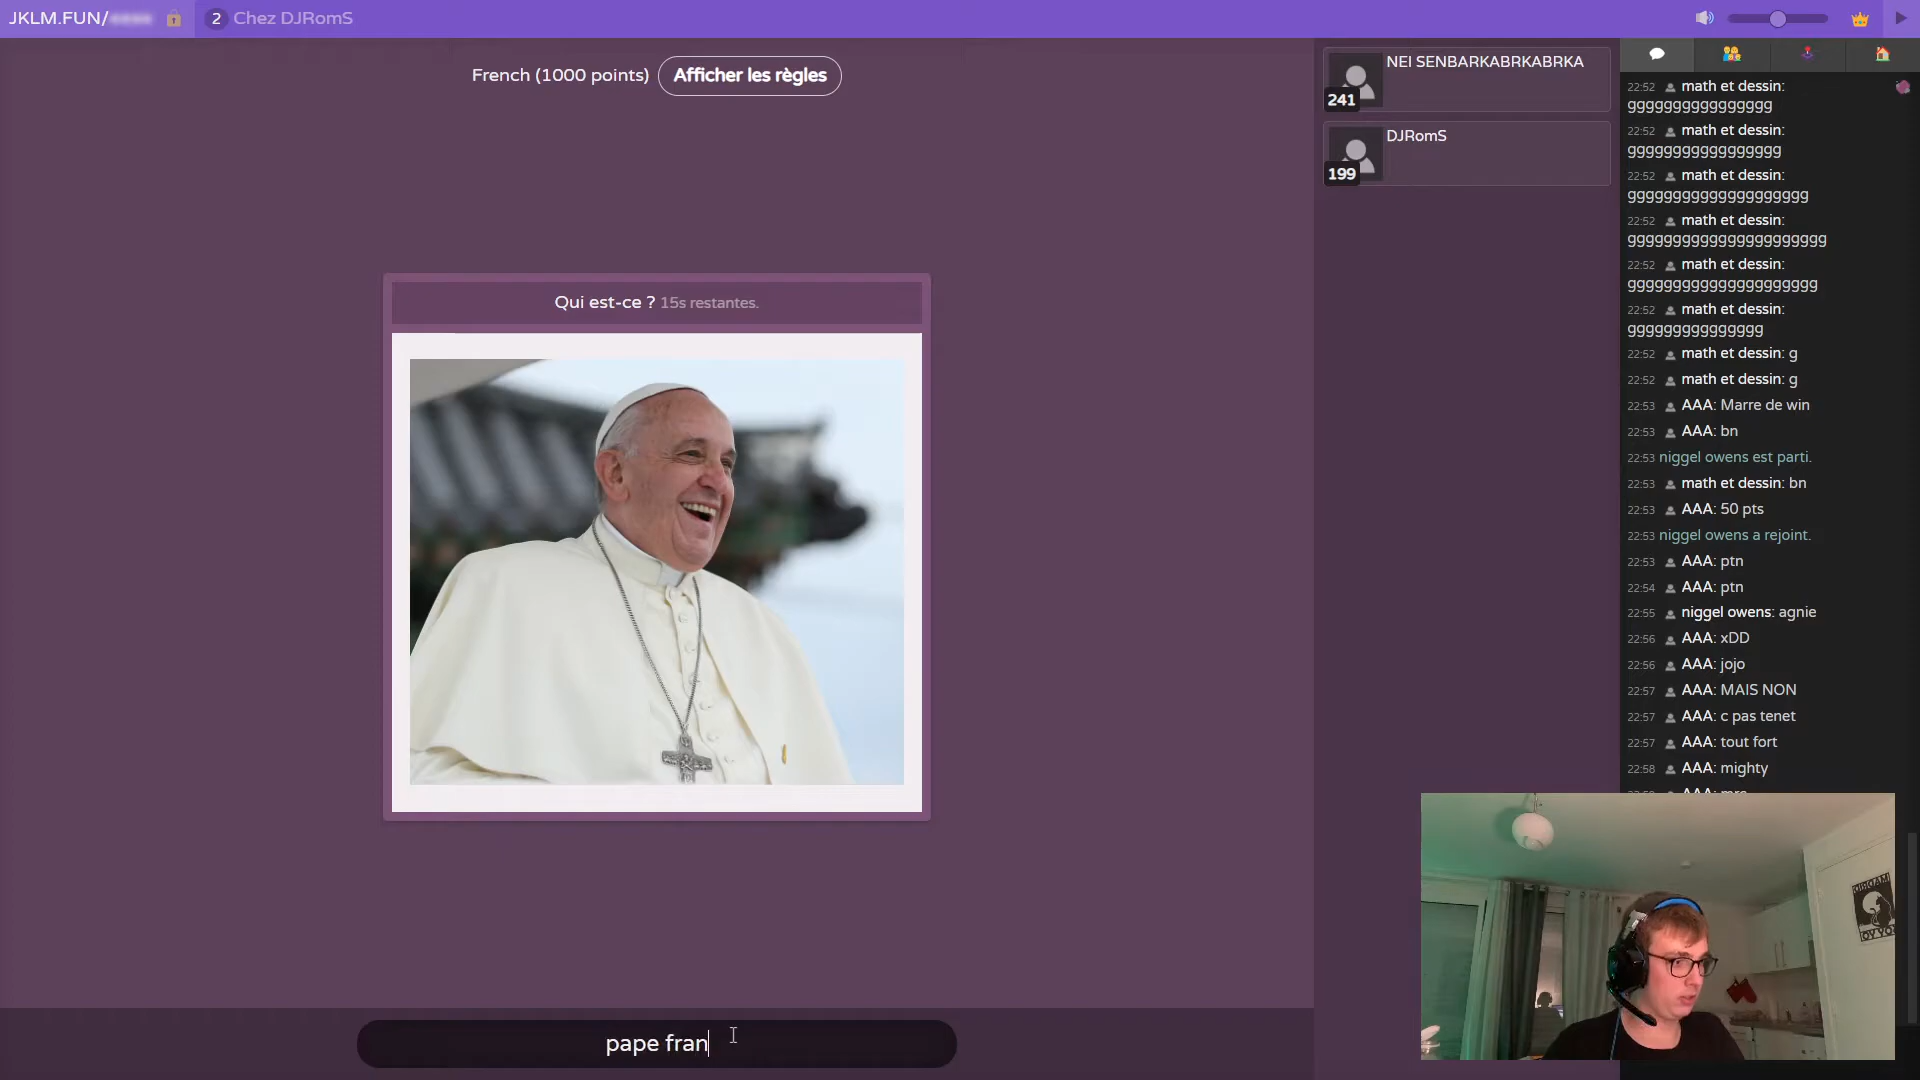 JKLM.FUN/
2 Chez DJRomS
French (1000 points) Afficher les règles
Qui est-ce ? 15s restantes.
pape fran
NEI SENBARKABRKABRKA
241
DJRomS
199
22:52 math et dessin:
gggggggggggggggg
22:52 math et dessin:
ggggggggggggggggg
22:52 math et dessin:
gggggggggggggggggggg
22:52 math et dessin:
gggggggggggggggggggggg
22:52 math et dessin:
ggggggggggggggggggggg
22:52 math et dessin:
ggggggggggggggg
22:52 math et dessin: g
22:52 math et dessin: g
22:53 AAA: Marre de win
22:53 AAA: bn
22:53 niggel owens est parti.
22:53 math et dessin: bn
22:53 AAA: 50 pts
22:53 niggel owens a rejoint.
22:53 AAA: ptn
22:54 AAA: ptn
22:55 niggel owens: agnie
22:56 AAA: xDD
22:56 AAA: jojo
22:57 AAA: MAIS NON
22:57 AAA: c pas tenet
22:57 AAA: tout fort
22:58 AAA: mighty